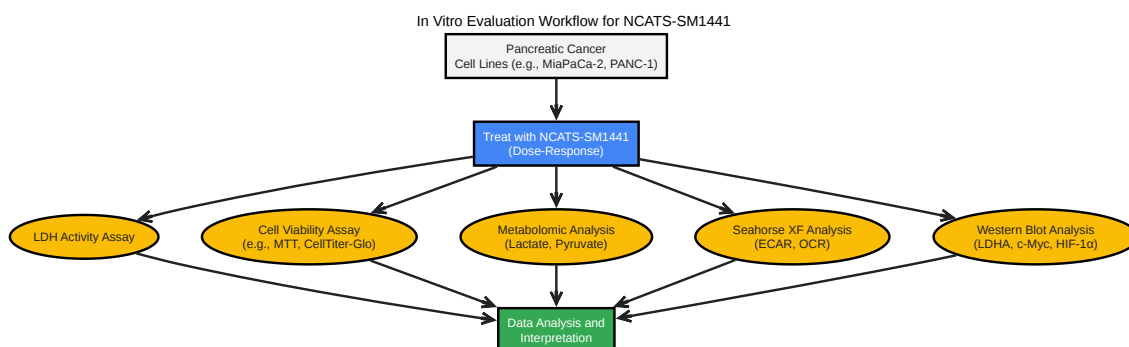 In Vitro Evaluation Workflow for NCATS-SM1441
Pancreatic Cancer
Cell Lines (e.g., MiaPaCa-2, PANC-1)
Treat with NCATS-SM1441
(Dose-Response)
LDH Activity Assay
Cell Viability Assay
(e.g., MTT, CellTiter-Glo)
Metabolomic Analysis
(Lactate, Pyruvate)
Seahorse XF Analysis
(ECAR, OCR)
Western Blot Analysis
(LDHA, c-Myc, HIF-1α)
Data Analysis and
Interpretation